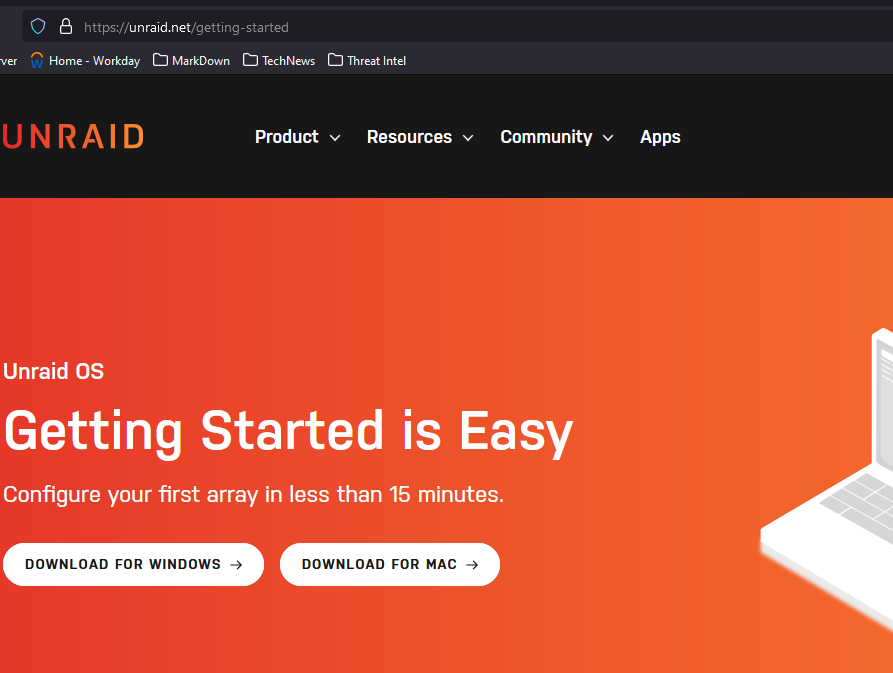 https://unraid.net/getting-started
ver Home - Workday MarkDown TechNews Threat Intel
UNRAID Product Resources Community Apps
Unraid OS
Getting Started is Easy
Configure your first array in less than 15 minutes.
DOWNLOAD FOR WINDOWS → DOWNLOAD FOR MAC →